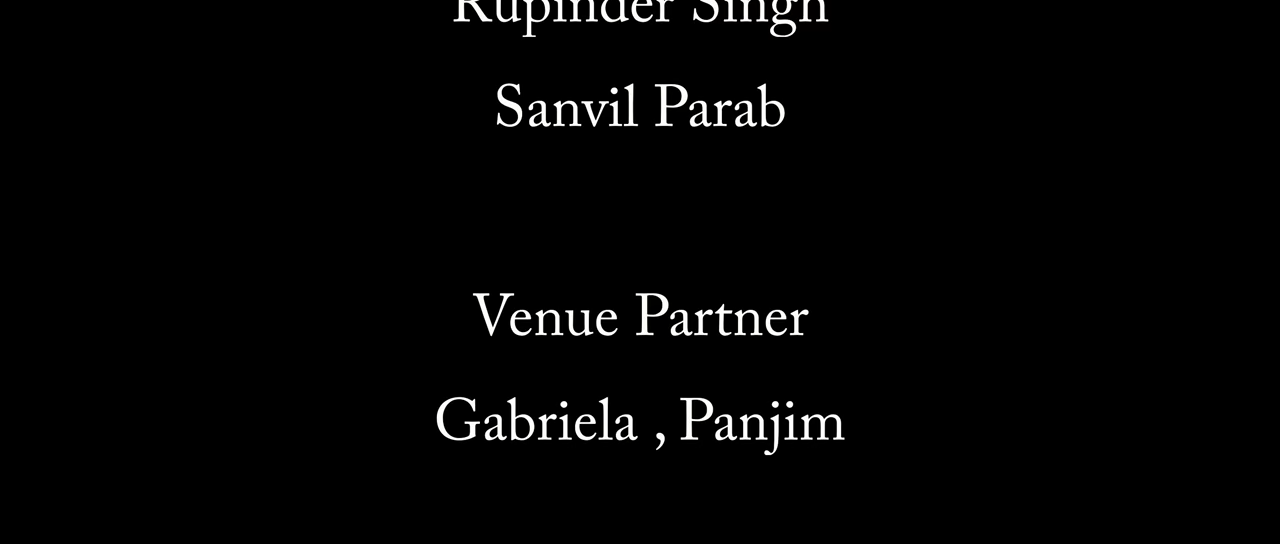 Rupinder Singh
Sanvil Parab
Venue Partner
Gabriela , Panjim